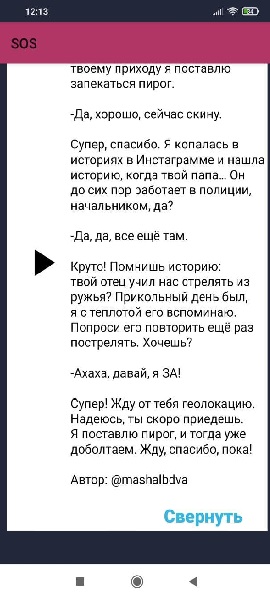 12:13
SOS
твоему приходу я поставлю
запекаться пирог.
-Да, хорошо, сейчас скину.
Супер, спасибо. Я копалась в
историях в Инстаграмме и нашла
историю, когда твой папа... Он
до сих пор работает в полиции,
начальником, да?
-Да, да, все ещё там.
Круто! Помнишь историю:
твой отец учил нас стрелять из
ружья? Прикольный день был,
я с теплотой его вспоминаю.
Попроси его повторить ещё раз
пострелять. Хочешь?
-Ахаха, давай, я ЗА!
Супер! Жду от тебя геолокацию.
Надеюсь, ты скоро приедешь.
Я поставлю пирог, и тогда уже
доболтаем. Жду, спасибо, пока!
Автор: @mashalbdva
Свернуть